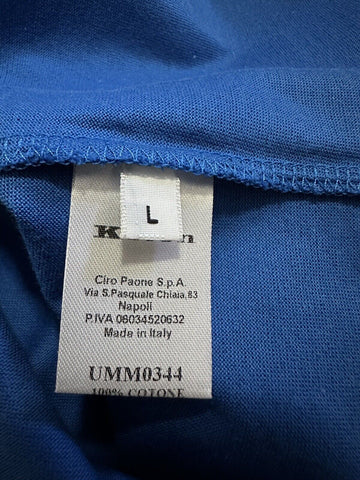 L
Ciro Paone S.p.A.
Via S.Pasquale Chiaia,83
Napoli
P.IVA 06034520632
Made in Italy
UMM0344
100% COTONE